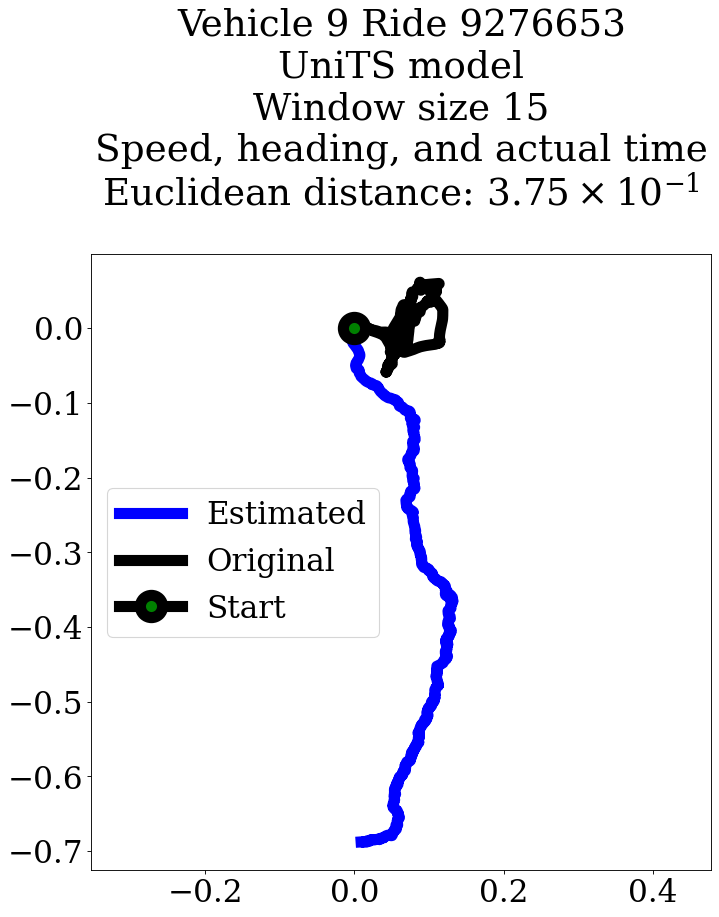 Vehicle 9 Ride 9276653
UniTS model
Window size 15
Speed, heading, and actual time
Euclidean distance: 3.75 × 10⁻¹
0.0
−0.1
−0.2
−0.3
−0.4
−0.5
−0.6
−0.7
Estimated
Original
Start
−0.2 0.0 0.2 0.4